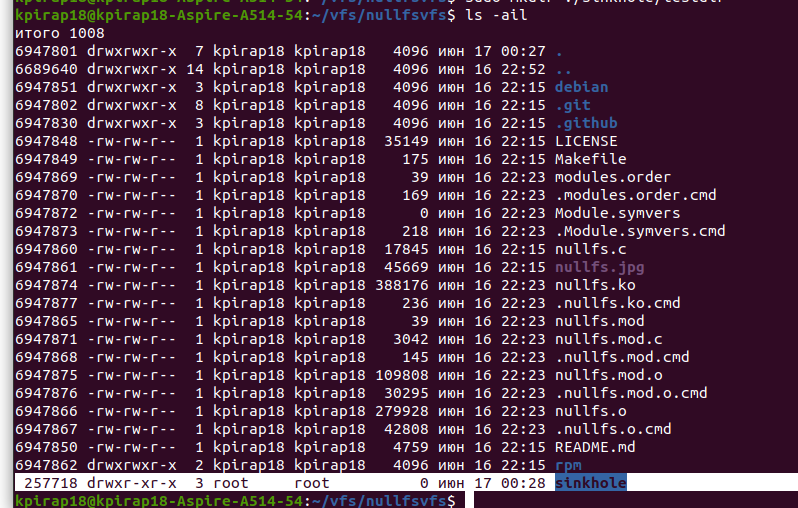 kpirap18@kpirap18-Aspire-A514-54:~/vfs/nullfsvfs$ sudo mkdir ./sinkhole/testdir
kpirap18@kpirap18-Aspire-A514-54:~/vfs/nullfsvfs$ ls -ail
итого 1008
6947801 drwxrwxr-x  7 kpirap18 kpirap18   4096 июн 17 00:27 .
6689640 drwxrwxr-x 14 kpirap18 kpirap18   4096 июн 16 22:52 ..
6947851 drwxrwxr-x  3 kpirap18 kpirap18   4096 июн 16 22:15 debian
6947802 drwxrwxr-x  8 kpirap18 kpirap18   4096 июн 16 22:15 .git
6947830 drwxrwxr-x  3 kpirap18 kpirap18   4096 июн 16 22:15 .github
6947848 -rw-rw-r--  1 kpirap18 kpirap18  35149 июн 16 22:15 LICENSE
6947849 -rw-rw-r--  1 kpirap18 kpirap18    175 июн 16 22:15 Makefile
6947869 -rw-rw-r--  1 kpirap18 kpirap18     39 июн 16 22:23 modules.order
6947870 -rw-rw-r--  1 kpirap18 kpirap18    169 июн 16 22:23 .modules.order.cmd
6947872 -rw-rw-r--  1 kpirap18 kpirap18      0 июн 16 22:23 Module.symvers
6947873 -rw-rw-r--  1 kpirap18 kpirap18    218 июн 16 22:23 .Module.symvers.cmd
6947860 -rw-rw-r--  1 kpirap18 kpirap18  17845 июн 16 22:15 nullfs.c
6947861 -rw-rw-r--  1 kpirap18 kpirap18  45669 июн 16 22:15 nullfs.jpg
6947874 -rw-rw-r--  1 kpirap18 kpirap18 388176 июн 16 22:23 nullfs.ko
6947877 -rw-rw-r--  1 kpirap18 kpirap18    236 июн 16 22:23 .nullfs.ko.cmd
6947865 -rw-rw-r--  1 kpirap18 kpirap18     39 июн 16 22:23 nullfs.mod
6947871 -rw-rw-r--  1 kpirap18 kpirap18   3042 июн 16 22:23 nullfs.mod.c
6947868 -rw-rw-r--  1 kpirap18 kpirap18    145 июн 16 22:23 .nullfs.mod.cmd
6947875 -rw-rw-r--  1 kpirap18 kpirap18 109808 июн 16 22:23 nullfs.mod.o
6947876 -rw-rw-r--  1 kpirap18 kpirap18  30295 июн 16 22:23 .nullfs.mod.o.cmd
6947866 -rw-rw-r--  1 kpirap18 kpirap18 279928 июн 16 22:23 nullfs.o
6947867 -rw-rw-r--  1 kpirap18 kpirap18  42808 июн 16 22:23 .nullfs.o.cmd
6947850 -rw-rw-r--  1 kpirap18 kpirap18   4759 июн 16 22:15 README.md
6947862 drwxrwxr-x  2 kpirap18 kpirap18   4096 июн 16 22:15 rpm
 257718 drwxr-xr-x  3 root     root          0 июн 17 00:28 sinkhole
kpirap18@kpirap18-Aspire-A514-54:~/vfs/nullfsvfs$